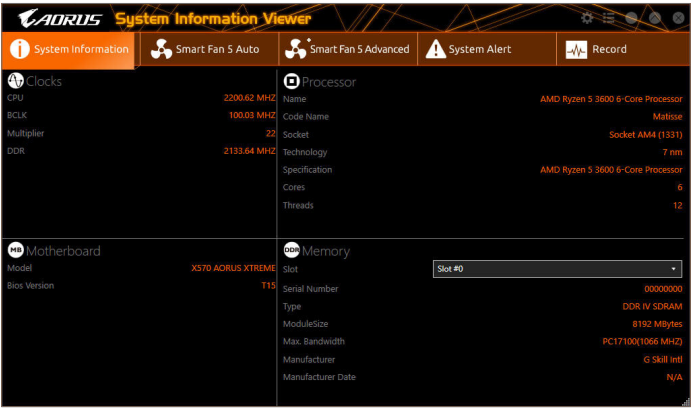 AORUS System Information Viewer
System Information
Smart Fan 5 Auto
Smart Fan 5 Advanced
System Alert
Record
Clocks
CPU 2200.62 MHZ
BCLK 100.03 MHZ
Multiplier 22
DDR 2133.64 MHZ
Processor
Name AMD Ryzen 5 3600 6-Core Processor
Code Name Matisse
Socket Socket AM4 (1331)
Technology 7 nm
Specification AMD Ryzen 5 3600 6-Core Processor
Cores 6
Threads 12
MB Motherboard
Model X570 AORUS XTREME
Bios Version T15
DDR Memory
Slot Slot #0
Serial Number 00000000
Type DDR IV SDRAM
ModuleSize 8192 MBytes
Max. Bandwidth PC17100(1066 MHZ)
Manufacturer G Skill Intl
Manufacturer Date N/A